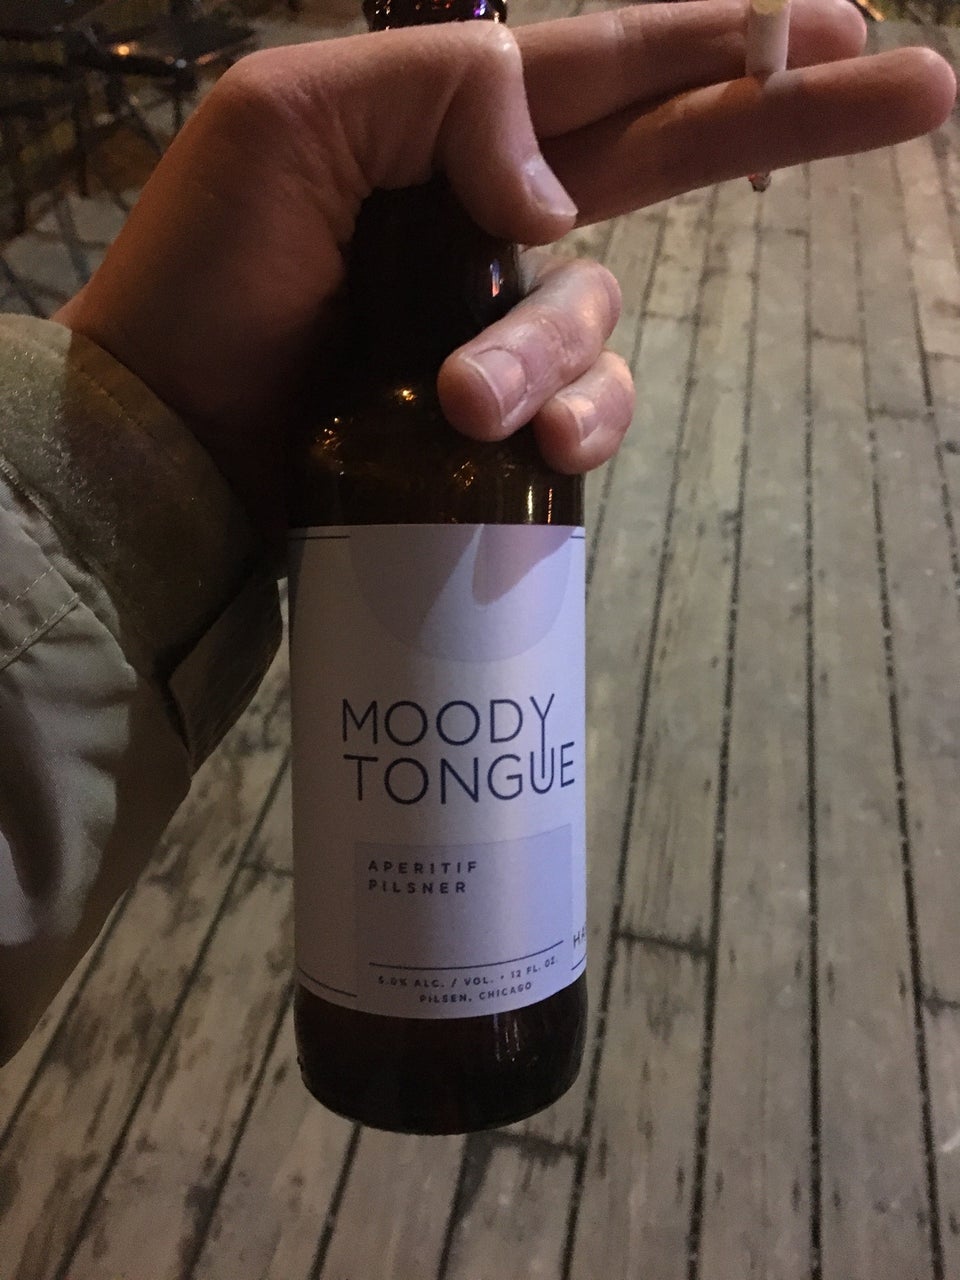 MOODY
TONGUE
APERITIF
PILSNER
5.0% ALC. / VOL. • 12 FL. OZ.
PILSEN, CHICAGO